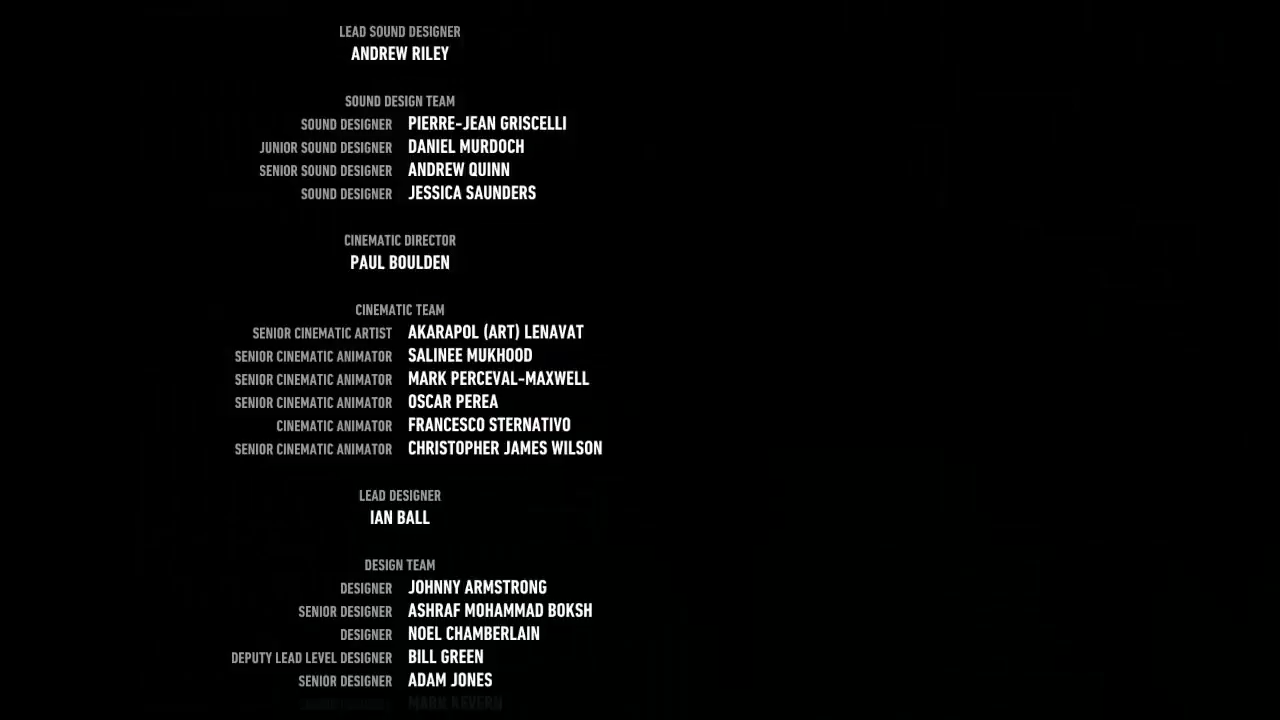 LEAD SOUND DESIGNER
ANDREW RILEY
SOUND DESIGN TEAM
SOUND DESIGNER PIERRE-JEAN GRISCELLI
JUNIOR SOUND DESIGNER DANIEL MURDOCH
SENIOR SOUND DESIGNER ANDREW QUINN
SOUND DESIGNER JESSICA SAUNDERS
CINEMATIC DIRECTOR
PAUL BOULDEN
CINEMATIC TEAM
SENIOR CINEMATIC ARTIST AKARAPOL (ART) LENAVAT
SENIOR CINEMATIC ANIMATOR SALINEE MUKHOOD
SENIOR CINEMATIC ANIMATOR MARK PERCEVAL-MAXWELL
SENIOR CINEMATIC ANIMATOR OSCAR PEREA
CINEMATIC ANIMATOR FRANCESCO STERNATIVO
SENIOR CINEMATIC ANIMATOR CHRISTOPHER JAMES WILSON
LEAD DESIGNER
IAN BALL
DESIGN TEAM
DESIGNER JOHNNY ARMSTRONG
SENIOR DESIGNER ASHRAF MOHAMMAD BOKSH
DESIGNER NOEL CHAMBERLAIN
DEPUTY LEAD LEVEL DESIGNER BILL GREEN
SENIOR DESIGNER ADAM JONES